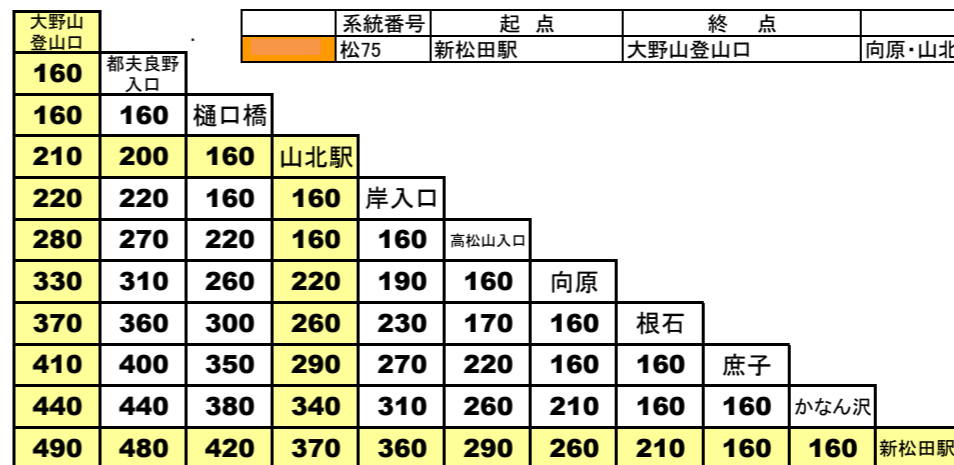 大野山
登山口
系統番号 起 点 終 点
松75 新松田駅 大野山登山口 向原・山北
160 都夫良野
入口
160 160 樋口橋
210 200 160 山北駅
220 220 160 160 岸入口
280 270 220 160 160 高松山入口
330 310 260 220 190 160 向原
370 360 300 260 230 170 160 根石
410 400 350 290 270 220 160 160 庶子
440 440 380 340 310 260 210 160 160 かなん沢
490 480 420 370 360 290 260 210 160 160 新松田駅